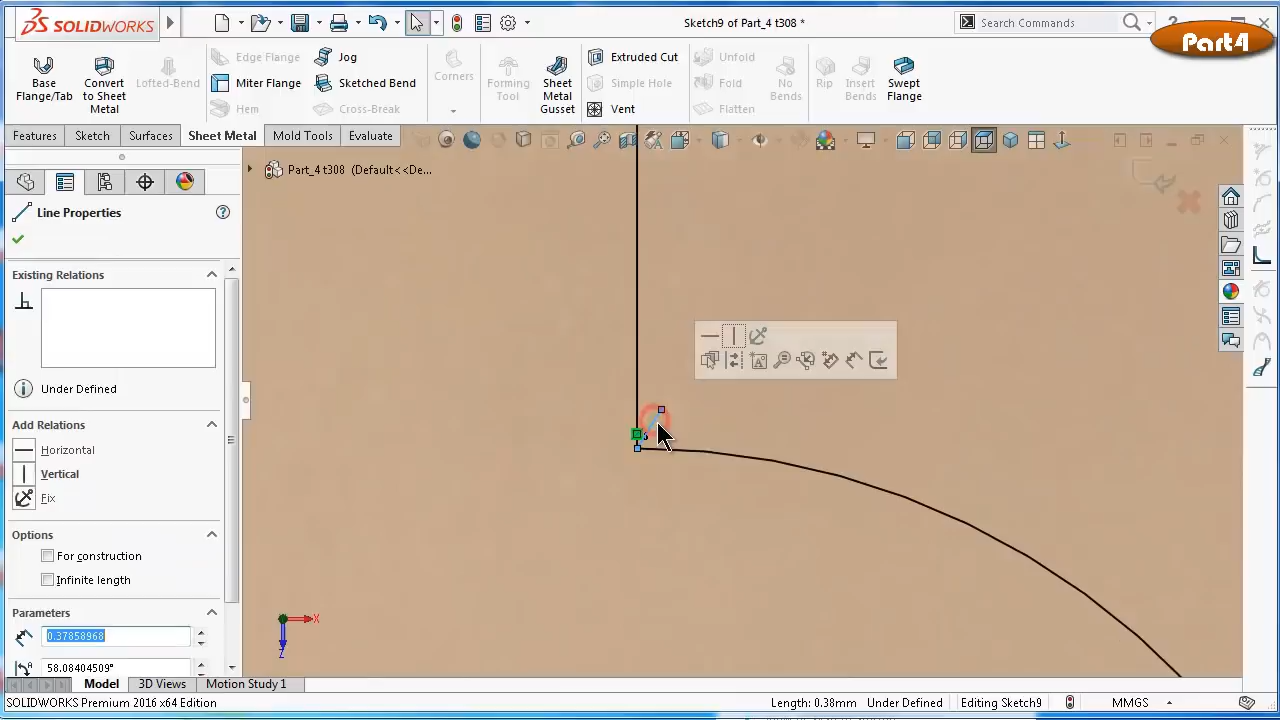 SOLIDWORKS
Sketch9 of Part_4 t308 *
Search Commands
?
Part4
Base Flange/Tab
Convert to Sheet Metal
Lofted-Bend
Edge Flange
Miter Flange
Hem
Jog
Sketched Bend
Cross-Break
Corners
Forming Tool
Sheet Metal Gusset
Extruded Cut
Simple Hole
Vent
Unfold
Fold
Flatten
No Bends
Rip
Insert Bends
Swept Flange
Features
Sketch
Surfaces
Sheet Metal
Mold Tools
Evaluate
Part_4 t308 (Default<<De...
Line Properties
?
Existing Relations
Under Defined
Add Relations
Horizontal
Vertical
Fix
Options
For construction
Infinite length
Parameters
0.37858968
58.08404509°
X
Z
Model
3D Views
Motion Study 1
SOLIDWORKS Premium 2016 x64 Edition
Length: 0.38mm
Under Defined
Editing Sketch9
MMGS